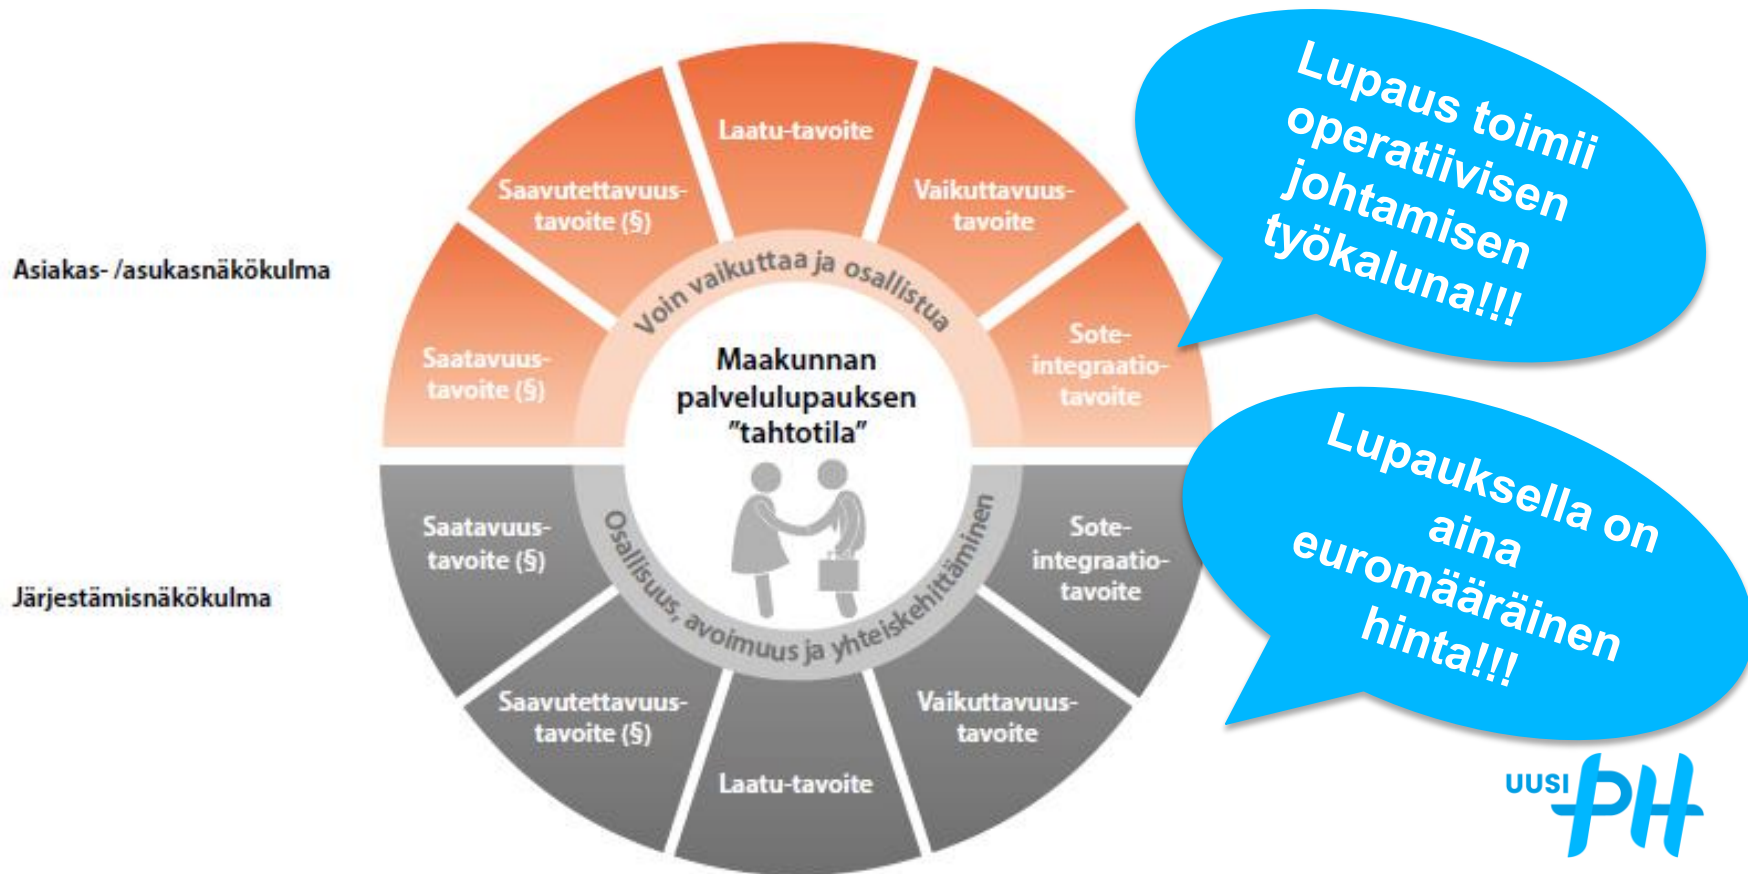 Lupaus toimii
operatiivisen
johtamisen
työkaluna!!!
Laatu-tavoite
Saavutettavuus-
tavoite (§)
Vaikuttavuus-
tavoite
Asiakas- /asukasnäkökulma
Voin vaikuttaa ja osallistua
Saatavuus-
tavoite (§)
Sote-
integraatio-
tavoite
Maakunnan
palvelulupauksen
"tahtotila"
Lupauksella on
aina
euromääräinen
hinta!!!
Saatavuus-
tavoite (§)
Sote-
integraatio-
tavoite
Osallisuus, avoimuus ja yhteiskehittäminen
Järjestämisnäkökulma
Saavutettavuus-
tavoite (§)
Vaikuttavuus-
tavoite
Laatu-tavoite
UUSI PH